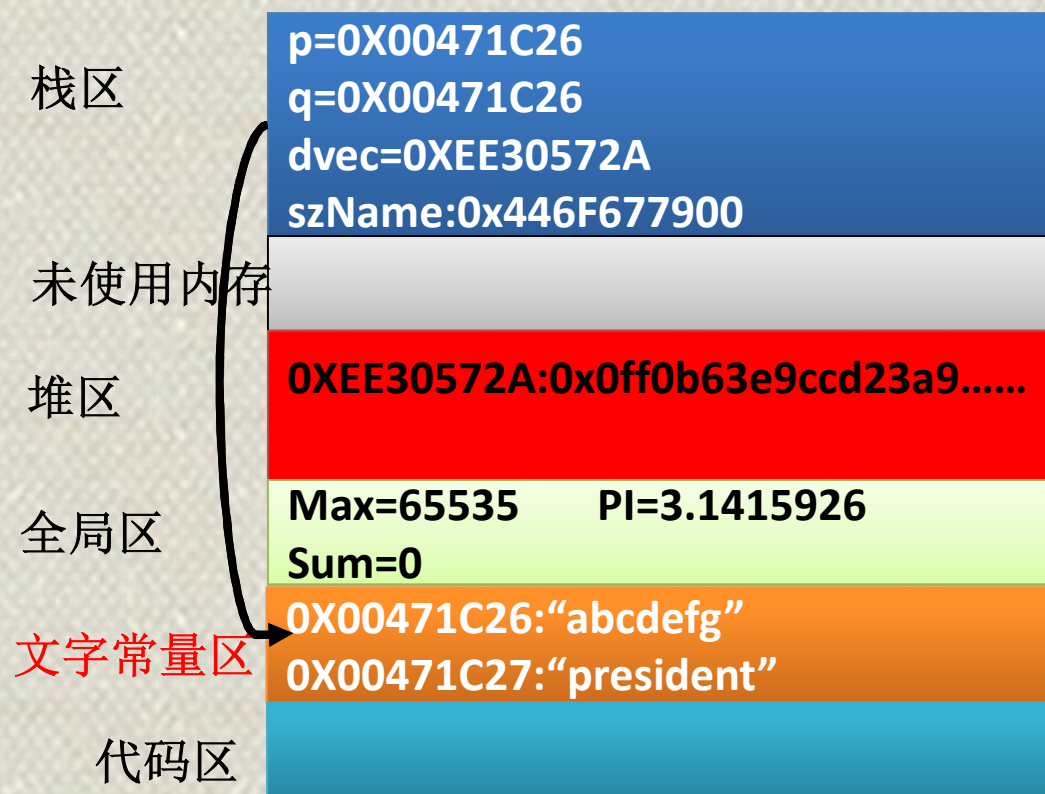 栈区
p=0X00471C26
q=0X00471C26
dvec=0XEE30572A
szName:0x446F677900
未使用内存
堆区
0XEE30572A:0x0ff0b63e9ccd23a9......
全局区
Max=65535 PI=3.1415926
Sum=0
文字常量区
0X00471C26:“abcdefg”
0X00471C27:“president”
代码区